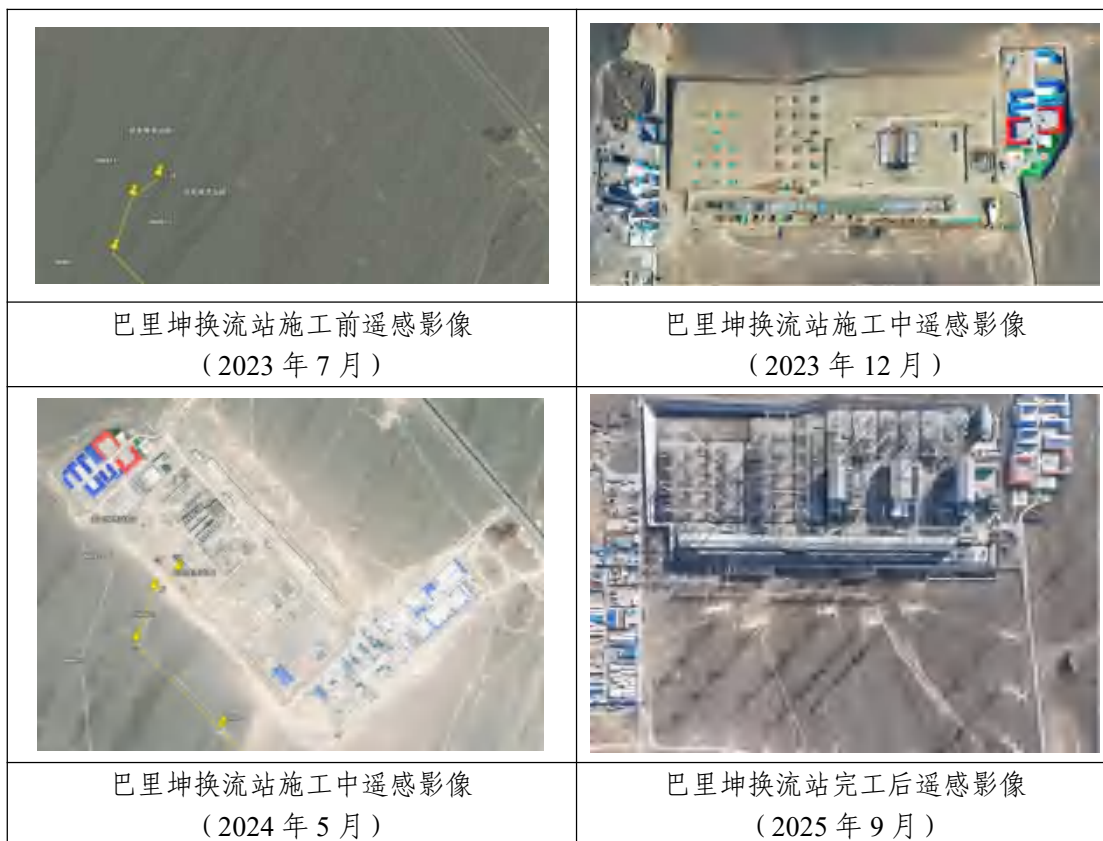 巴里坤换流站施工前遥感影像
（2023 年 7 月）
巴里坤换流站施工中遥感影像
（2023 年 12 月）
巴里坤换流站施工中遥感影像
（2024 年 5 月）
巴里坤换流站完工后遥感影像
（2025 年 9 月）